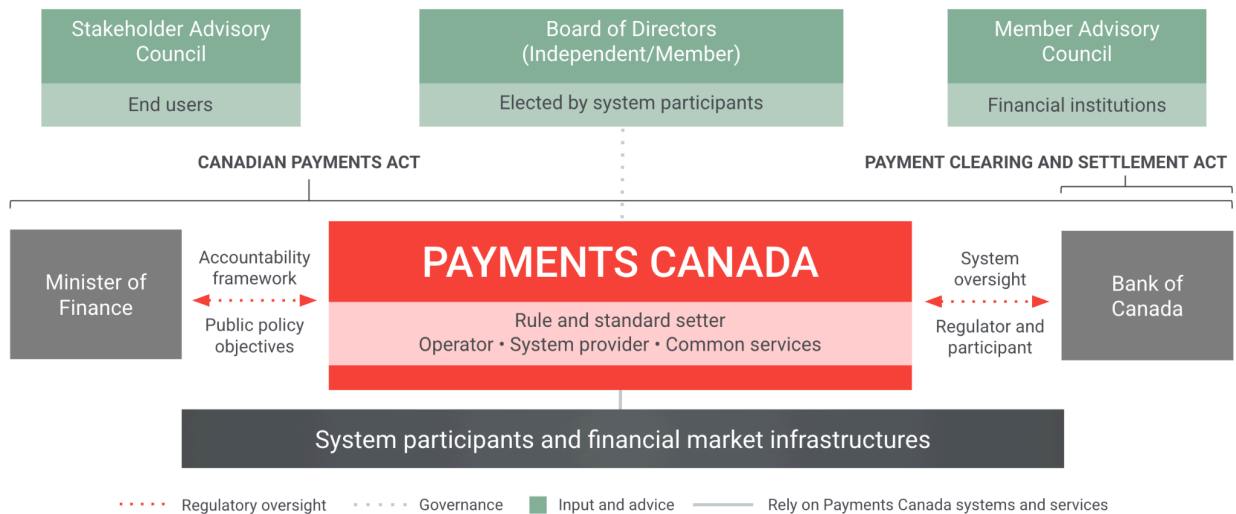 Stakeholder Advisory
Council
End users
Board of Directors
(Independent/Member)
Elected by system participants
Member Advisory
Council
Financial institutions
CANADIAN PAYMENTS ACT
PAYMENT CLEARING AND SETTLEMENT ACT
Minister of
Finance
Accountability
framework
Public policy
objectives
PAYMENTS CANADA
Rule and standard setter
Operator • System provider • Common services
System
oversight
Regulator and
participant
Bank of
Canada
System participants and financial market infrastructures
Regulatory oversight
Governance
Input and advice
Rely on Payments Canada systems and services